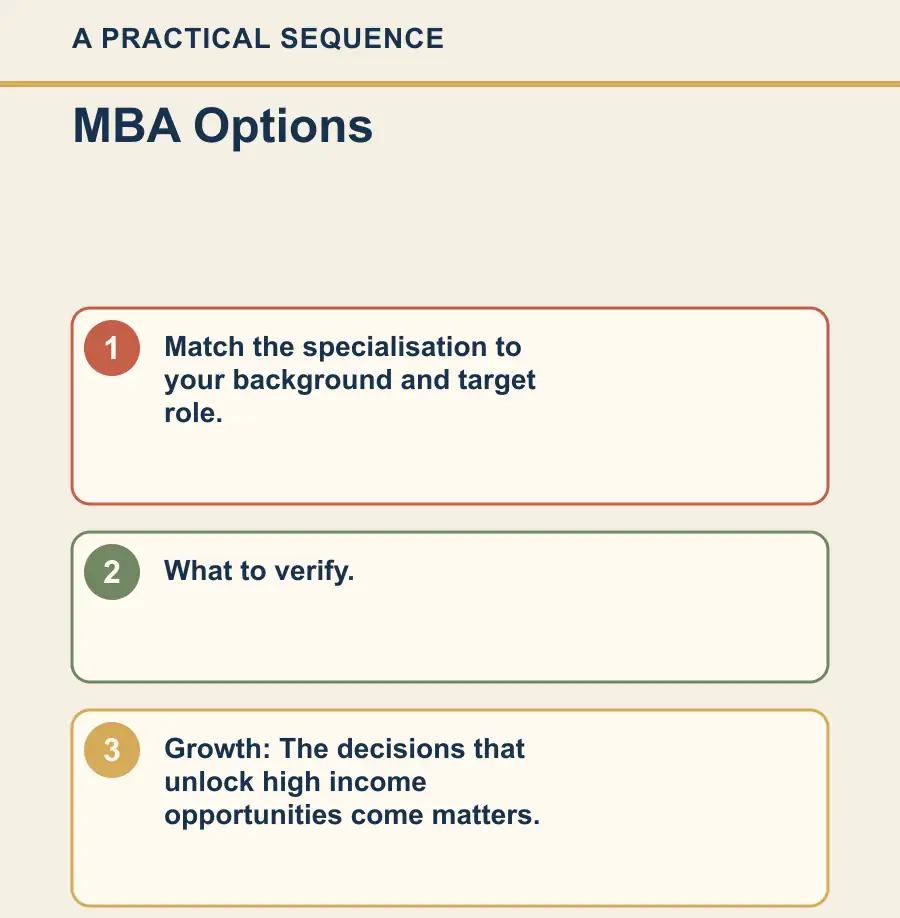 A PRACTICAL SEQUENCE
MBA Options
1
Match the specialisation to
your background and target
role.
2
What to verify.
3
Growth: The decisions that
unlock high income
opportunities come matters.